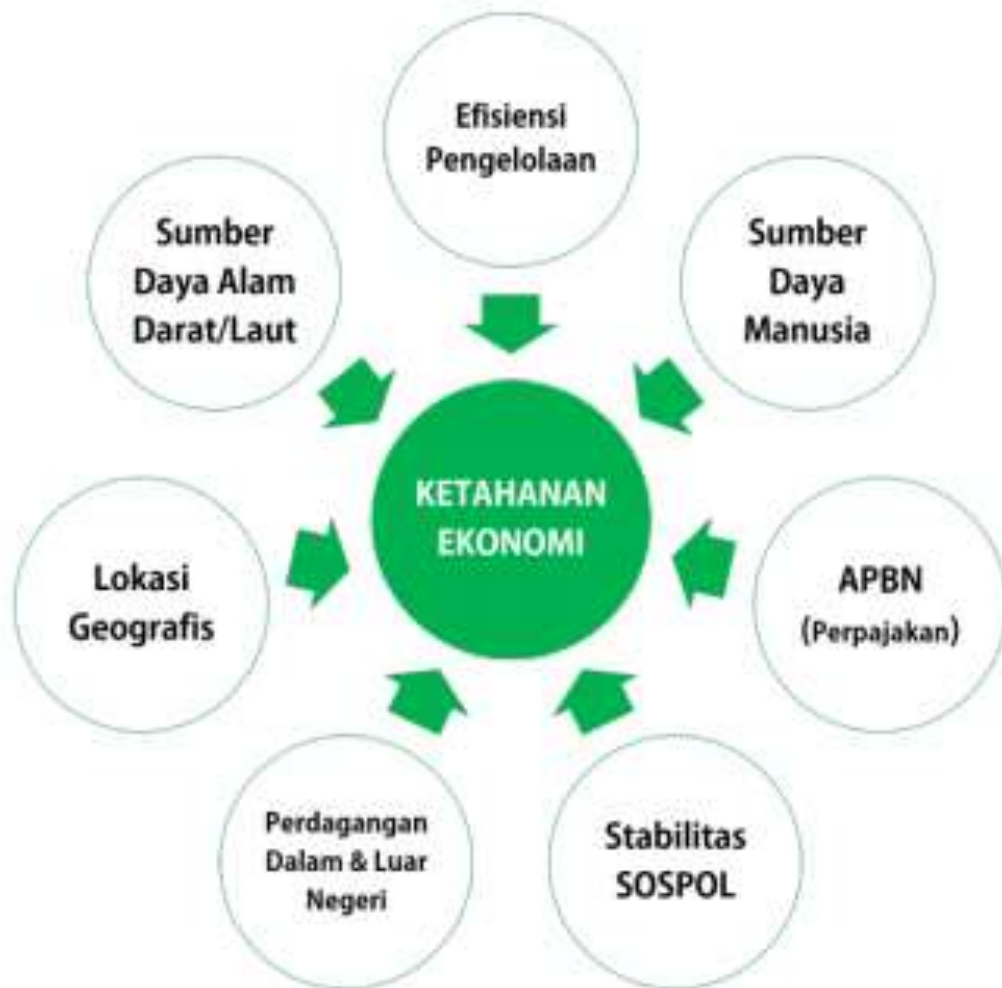 Efisiensi
Pengelolaan
Sumber
Daya Alam
Darat/Laut
Sumber
Daya
Manusia
KETAHANAN
EKONOMI
Lokasi
Geografis
APBN
(Perpajakan)
Perdagangan
Dalam & Luar
Negeri
Stabilitas
SOSPOL